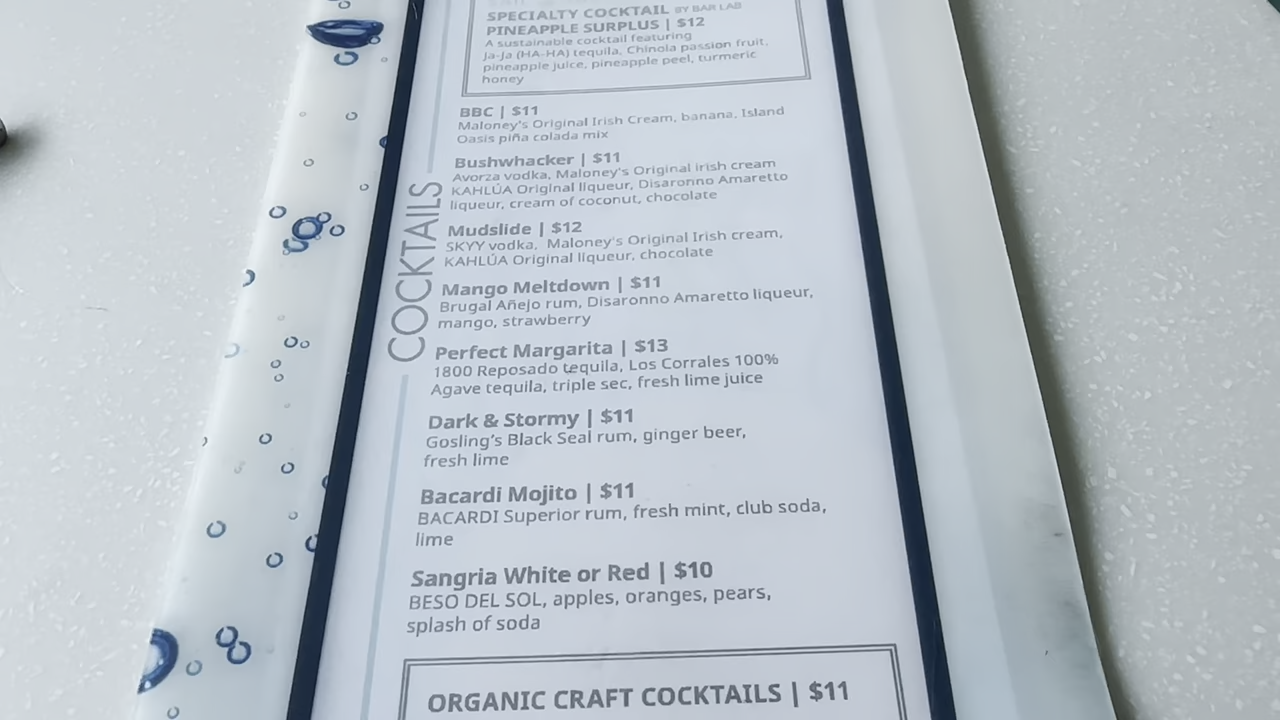 SPECIALTY COCKTAIL BY BAR LAB
PINEAPPLE SURPLUS | $12
A sustainable cocktail featuring
Ja-Ja (HA-HA) tequila, Chinola passion fruit,
pineapple juice, pineapple peel, turmeric
honey
BBC | $11
Maloney's Original Irish Cream, banana, Island
Oasis piña colada mix
Bushwhacker | $11
Avorza vodka, Maloney's Original irish cream
KAHLÚA Original liqueur, Disaronno Amaretto
liqueur, cream of coconut, chocolate
Mudslide | $12
SKYY vodka, Maloney's Original Irish cream,
KAHLÚA Original liqueur, chocolate
COCKTAILS
Mango Meltdown | $11
Brugal Añejo rum, Disaronno Amaretto liqueur,
mango, strawberry
Perfect Margarita | $13
1800 Reposado tequila, Los Corrales 100%
Agave tequila, triple sec, fresh lime juice
Dark & Stormy | $11
Gosling's Black Seal rum, ginger beer,
fresh lime
Bacardi Mojito | $11
BACARDI Superior rum, fresh mint, club soda,
lime
Sangria White or Red | $10
BESO DEL SOL, apples, oranges, pears,
splash of soda
ORGANIC CRAFT COCKTAILS | $11